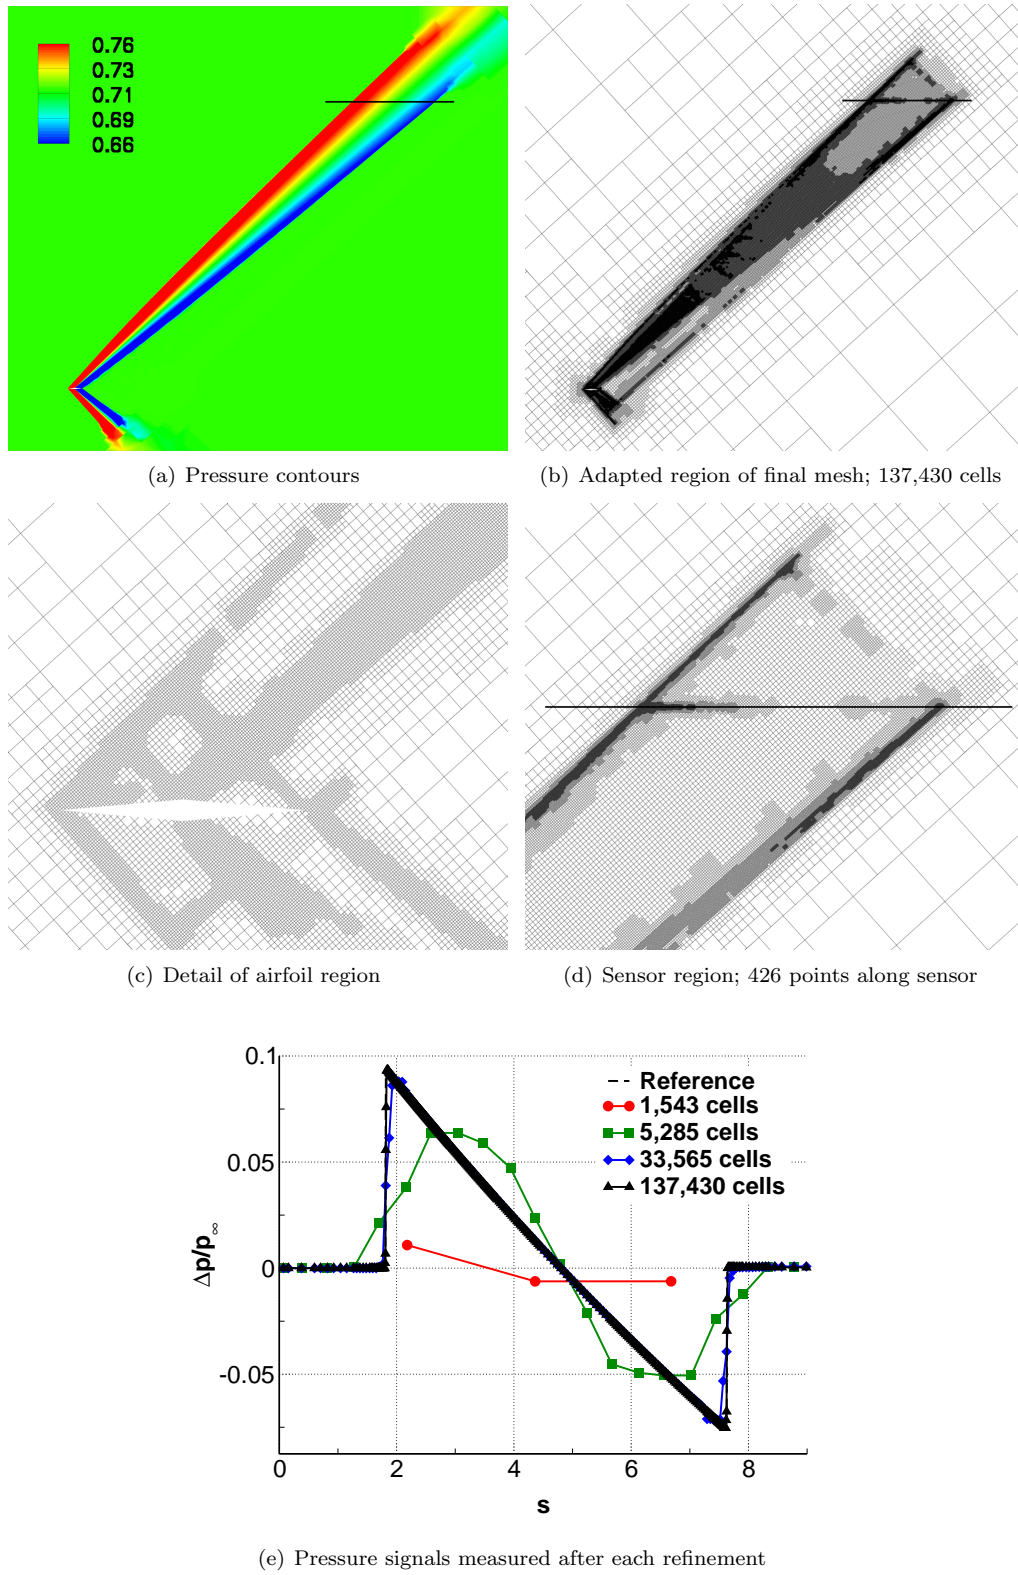 0.76
0.73
0.71
0.69
0.66
(a) Pressure contours
(b) Adapted region of final mesh; 137,430 cells
(c) Detail of airfoil region
(d) Sensor region; 426 points along sensor
0.1
0.05
0
-0.05
Δp/p∞
Reference
1,543 cells
5,285 cells
33,565 cells
137,430 cells
0 2 4 6 8
s
(e) Pressure signals measured after each refinement